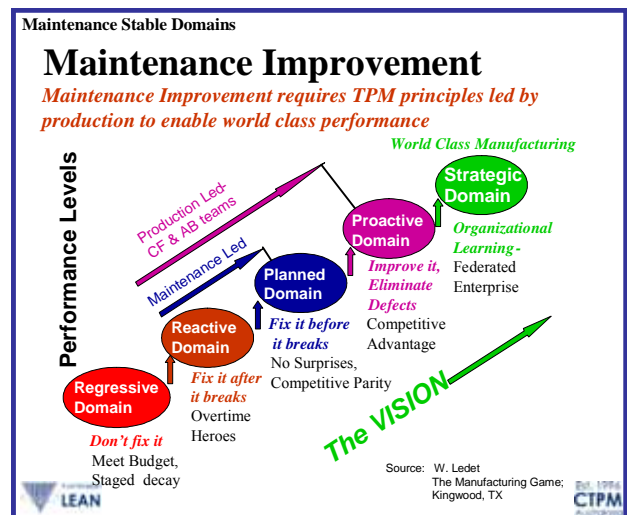 Maintenance Stable Domains
Maintenance Improvement
Maintenance Improvement requires TPM principles led by
production to enable world class performance
World Class Manufacturing
Performance Levels
Production Led-
CF & AB teams
Maintenance Led
Strategic
Domain
Organizational
Learning-
Federated
Enterprise
Proactive
Domain
Improve it,
Eliminate
Defects
Competitive
Advantage
Planned
Domain
Fix it before
it breaks
No Surprises,
Competitive Parity
Reactive
Domain
Fix it after
it breaks
Overtime
Heroes
Regressive
Domain
Don't fix it
Meet Budget,
Staged decay
The VISION
Source: W. Ledet
The Manufacturing Game;
Kingwood, TX
LEAN
Est. 1996
CTPM